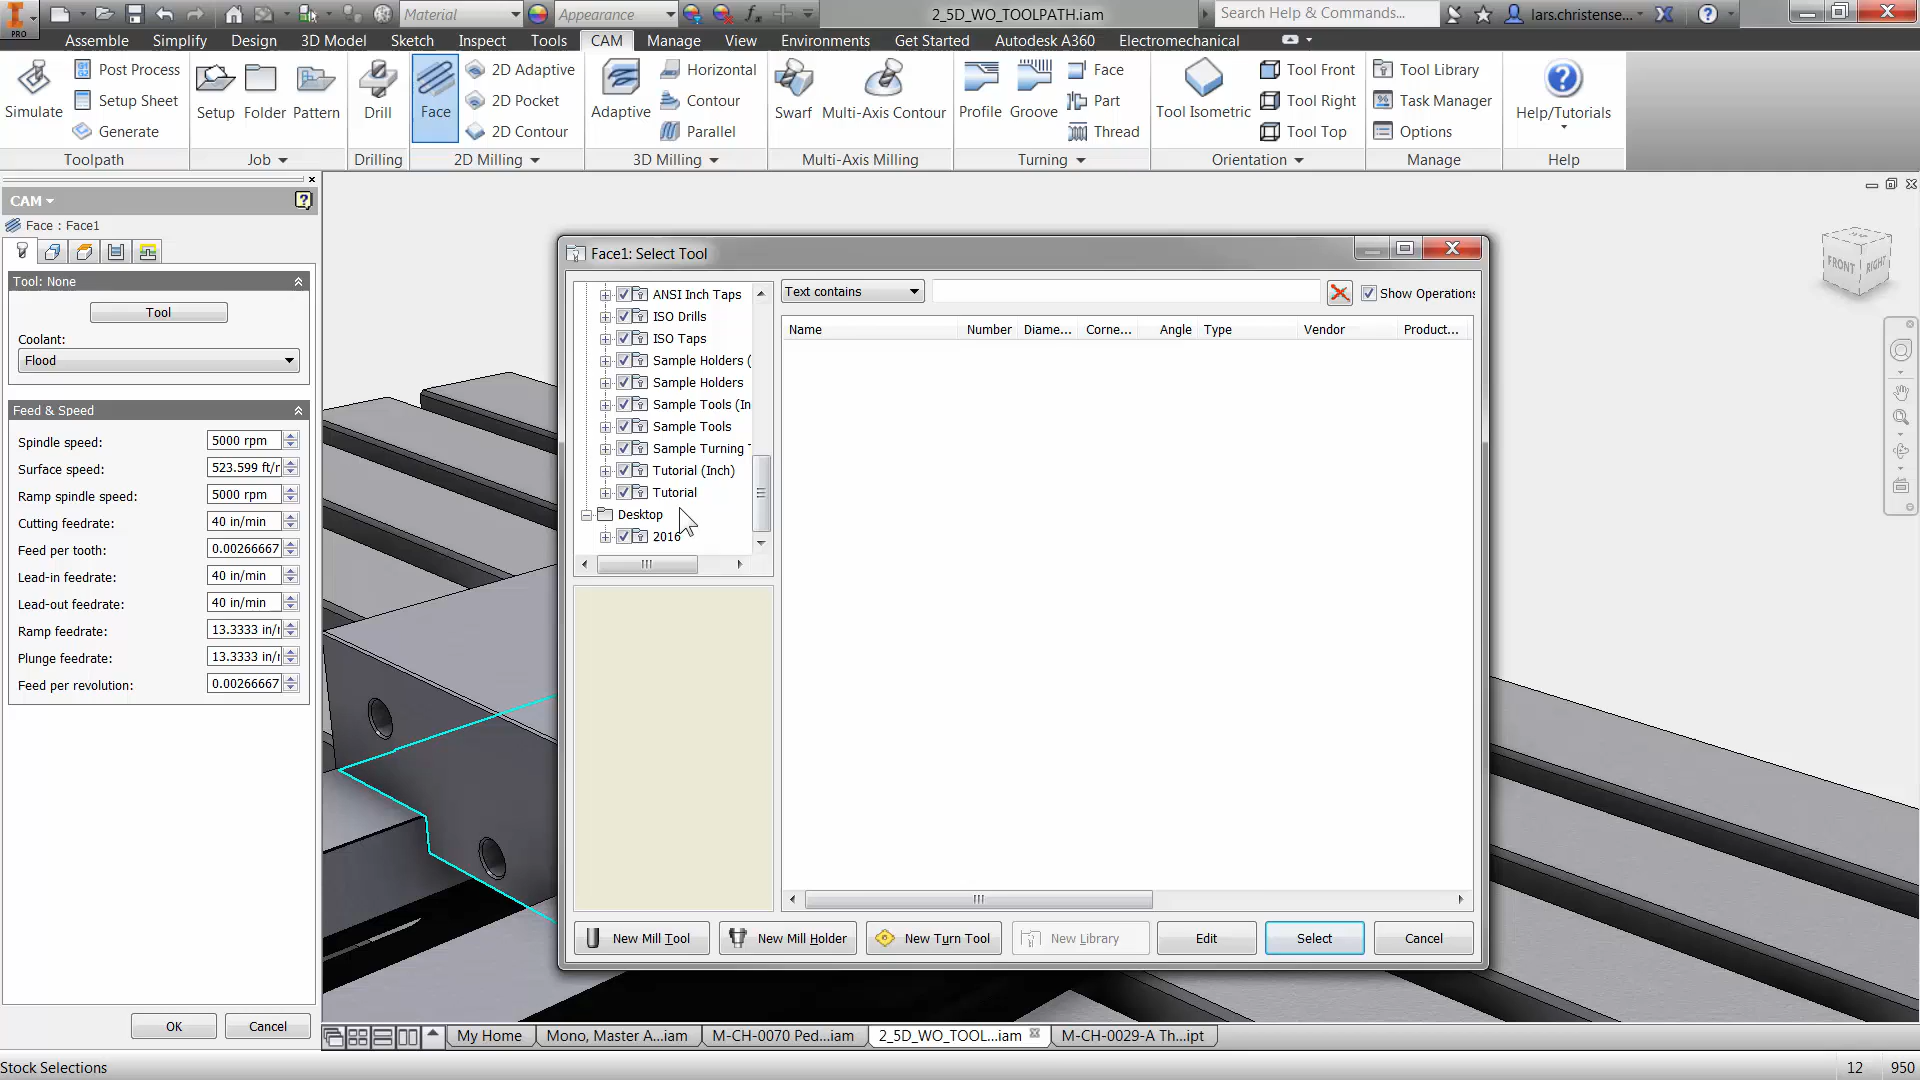 PRO
Material
Appearance
2_5D_WO_TOOLPATH.iam
Search Help & Commands...
lars.christense...
Assemble Simplify Design 3D Model Sketch Inspect Tools CAM Manage View Environments Get Started Autodesk A360 Electromechanical
Simulate
Post Process
Setup Sheet
Generate
Toolpath
Setup
Folder
Pattern
Job
Drill
Drilling
Face
2D Adaptive
2D Pocket
2D Contour
2D Milling
Adaptive
Horizontal
Contour
Parallel
3D Milling
Swarf
Multi-Axis Contour
Multi-Axis Milling
Profile
Groove
Face
Part
Thread
Turning
Tool Isometric
Tool Front
Tool Right
Tool Top
Orientation
Tool Library
Task Manager
Options
Manage
Help/Tutorials
Help
CAM
Face : Face1
Tool: None
Tool
Coolant:
Flood
Feed & Speed
Spindle speed: 5000 rpm
Surface speed: 523.599 ft/r
Ramp spindle speed: 5000 rpm
Cutting feedrate: 40 in/min
Feed per tooth: 0.00266667
Lead-in feedrate: 40 in/min
Lead-out feedrate: 40 in/min
Ramp feedrate: 13.3333 in/r
Plunge feedrate: 13.3333 in/r
Feed per revolution: 0.00266667
OK Cancel
Face1: Select Tool
ANSI Inch Taps
ISO Drills
ISO Taps
Sample Holders (
Sample Holders
Sample Tools (In
Sample Tools
Sample Turning T
Tutorial (Inch)
Tutorial
Desktop
2016
Text contains
Show Operations
Name Number Diame... Corne... Angle Type Vendor Product...
New Mill Tool New Mill Holder New Turn Tool New Library Edit Select Cancel
FRONT RIGHT
My Home Mono, Master A...iam M-CH-0070 Ped...iam 2_5D_WO_TOOL...iam M-CH-0029-A Th...ipt
Stock Selections
12 950